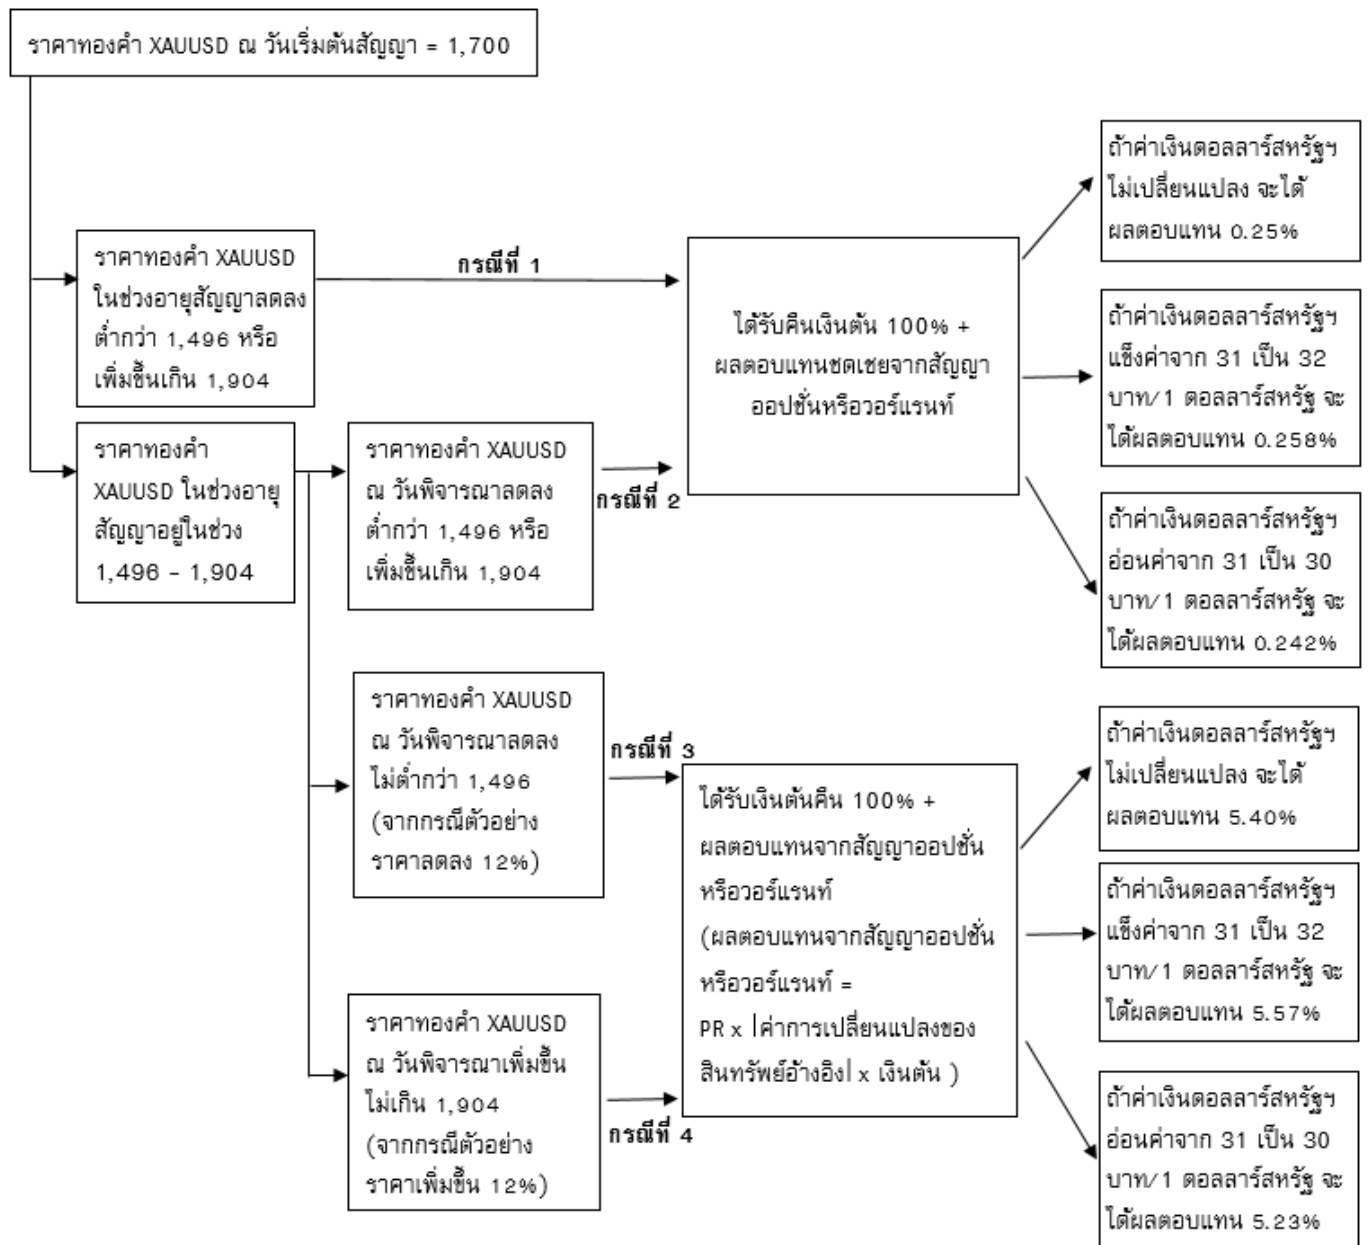 ราคาทองคำ XAUUSD ณ วันเริ่มต้นสัญญา = 1,700
ราคาทองคำ XAUUSD
ในช่วงอายุสัญญาลดลง
ต่ำกว่า 1,496 หรือ
เพิ่มขึ้นเกิน 1,904
กรณีที่ 1
ได้รับคืนเงินต้น 100% +
ผลตอบแทนชดเชยจากสัญญา
ออปชั่นหรือวอร์แรนท์
ถ้าค่าเงินดอลลาร์สหรัฐฯ
ไม่เปลี่ยนแปลง จะได้
ผลตอบแทน 0.25%
ถ้าค่าเงินดอลลาร์สหรัฐฯ
แข็งค่าจาก 31 เป็น 32
บาท/1 ดอลลาร์สหรัฐ จะ
ได้ผลตอบแทน 0.258%
ถ้าค่าเงินดอลลาร์สหรัฐฯ
อ่อนค่าจาก 31 เป็น 30
บาท/1 ดอลลาร์สหรัฐ จะ
ได้ผลตอบแทน 0.242%
ราคาทองคำ
XAUUSD ในช่วงอายุ
สัญญาอยู่ในช่วง
1,496 – 1,904
ราคาทองคำ XAUUSD
ณ วันพิจารณาลดลง
ต่ำกว่า 1,496 หรือ
เพิ่มขึ้นเกิน 1,904
กรณีที่ 2
ราคาทองคำ XAUUSD
ณ วันพิจารณาลดลง
ไม่ต่ำกว่า 1,496
(จากกรณีตัวอย่าง
ราคาลดลง 12%)
กรณีที่ 3
ราคาทองคำ XAUUSD
ณ วันพิจารณาเพิ่มขึ้น
ไม่เกิน 1,904
(จากกรณีตัวอย่าง
ราคาเพิ่มขึ้น 12%)
กรณีที่ 4
ได้รับเงินต้นคืน 100% +
ผลตอบแทนจากสัญญาออปชั่น
หรือวอร์แรนท์
(ผลตอบแทนจากสัญญาออปชั่น
หรือวอร์แรนท์ =
PR x |ค่าการเปลี่ยนแปลงของ
สินทรัพย์อ้างอิง| x เงินต้น )
ถ้าค่าเงินดอลลาร์สหรัฐฯ
ไม่เปลี่ยนแปลง จะได้
ผลตอบแทน 5.40%
ถ้าค่าเงินดอลลาร์สหรัฐฯ
แข็งค่าจาก 31 เป็น 32
บาท/1 ดอลลาร์สหรัฐ จะ
ได้ผลตอบแทน 5.57%
ถ้าค่าเงินดอลลาร์สหรัฐฯ
อ่อนค่าจาก 31 เป็น 30
บาท/1 ดอลลาร์สหรัฐ จะ
ได้ผลตอบแทน 5.23%